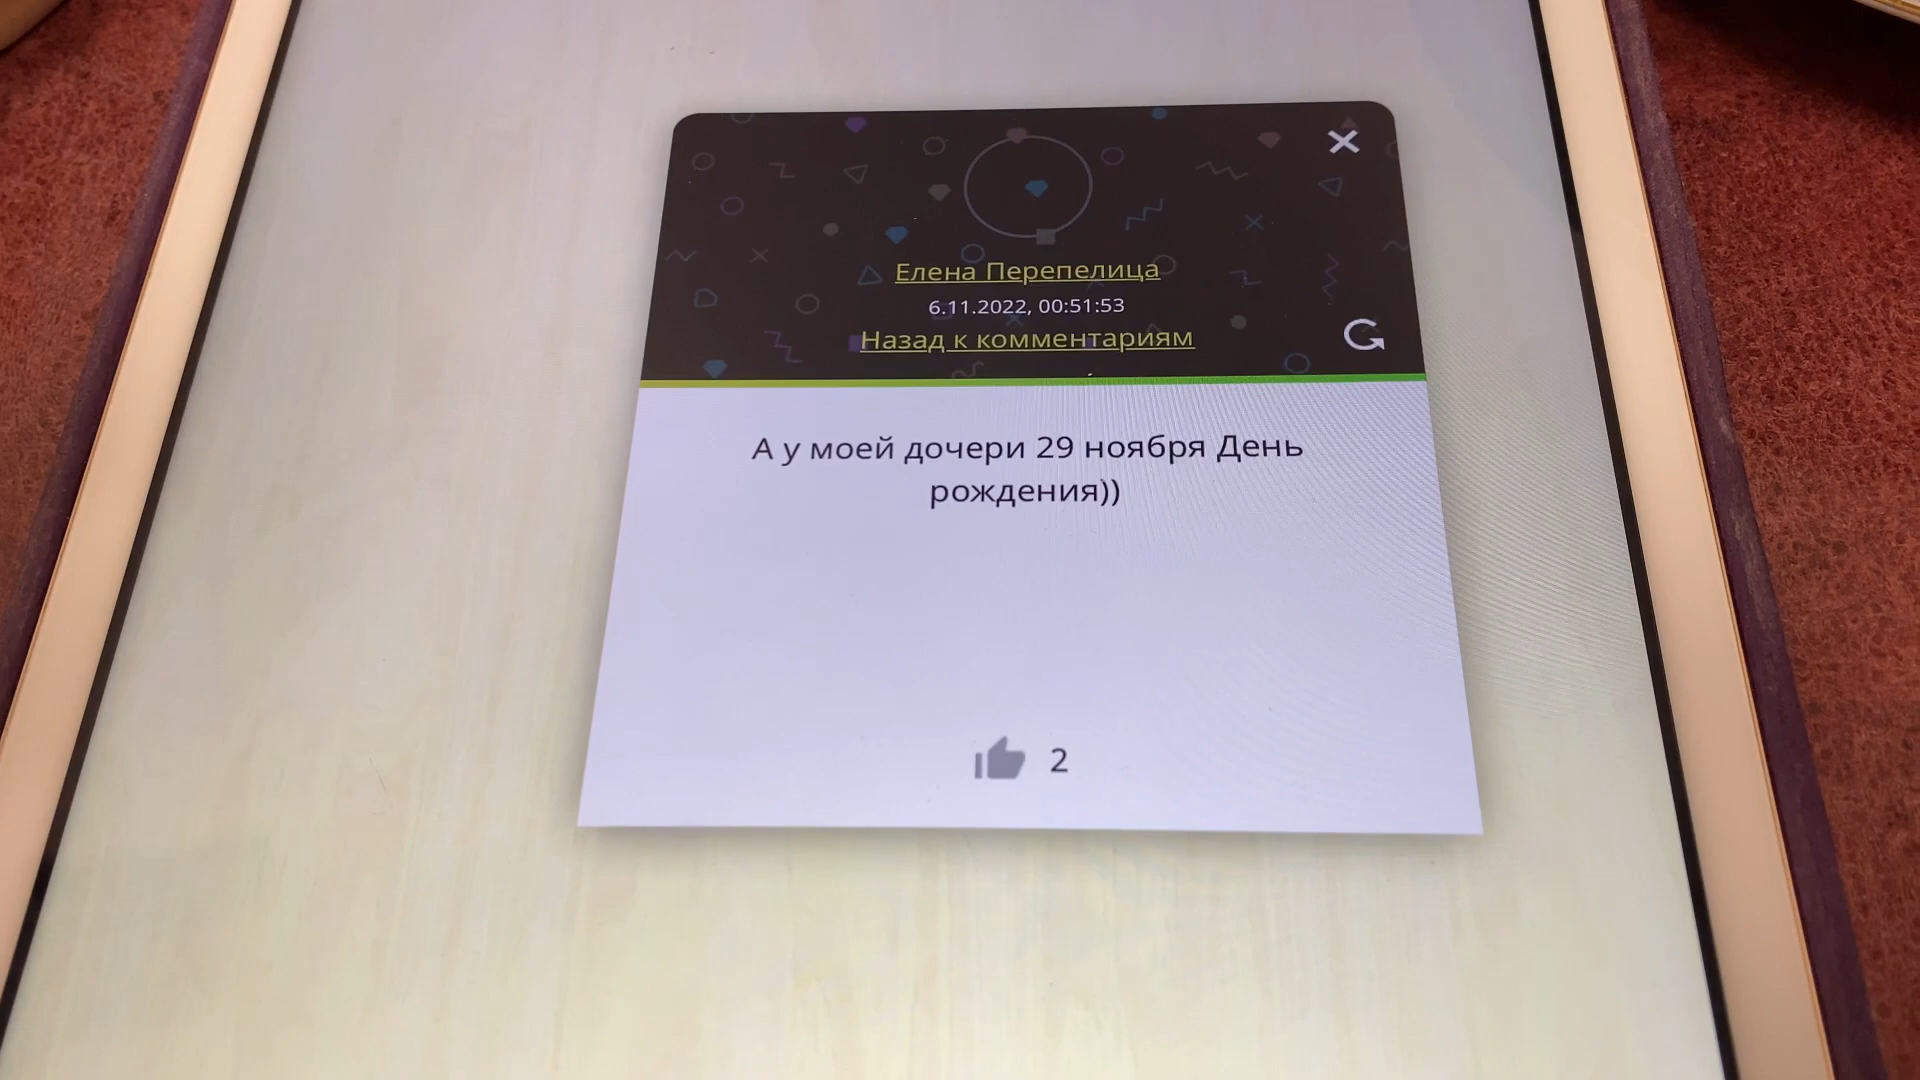 Елена Перепелица
6.11.2022, 00:51:53
Назад к комментариям
А у моей дочери 29 ноября День
рождения))
2